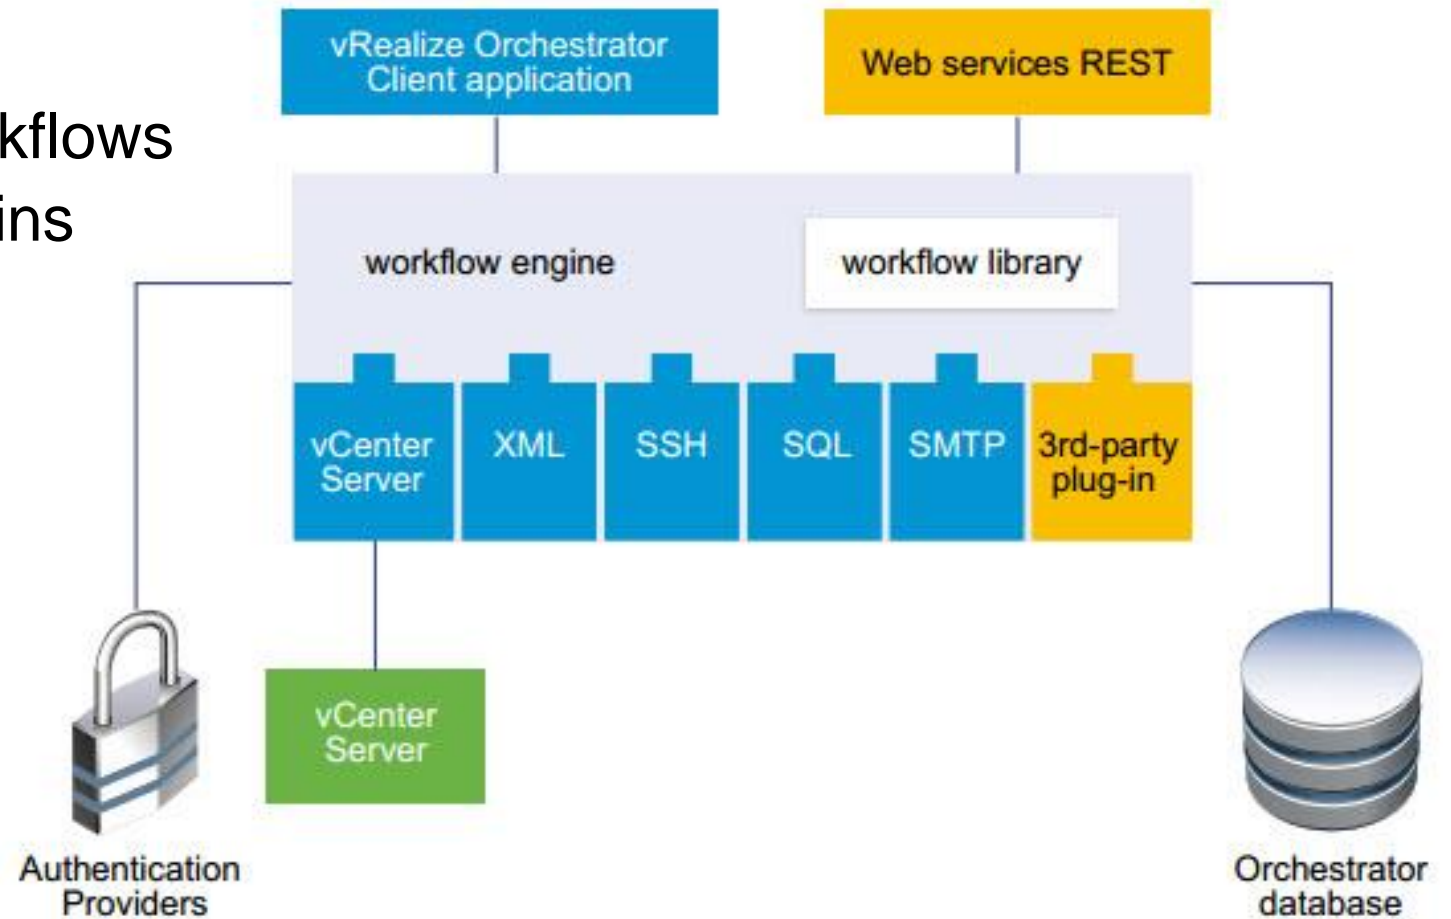 vRealize Orchestrator
Client application
Web services REST
kflows
ins
workflow engine
workflow library
vCenter
Server
XML
SSH
SQL
SMTP
3rd-party
plug-in
vCenter
Server
Authentication
Providers
Orchestrator
database